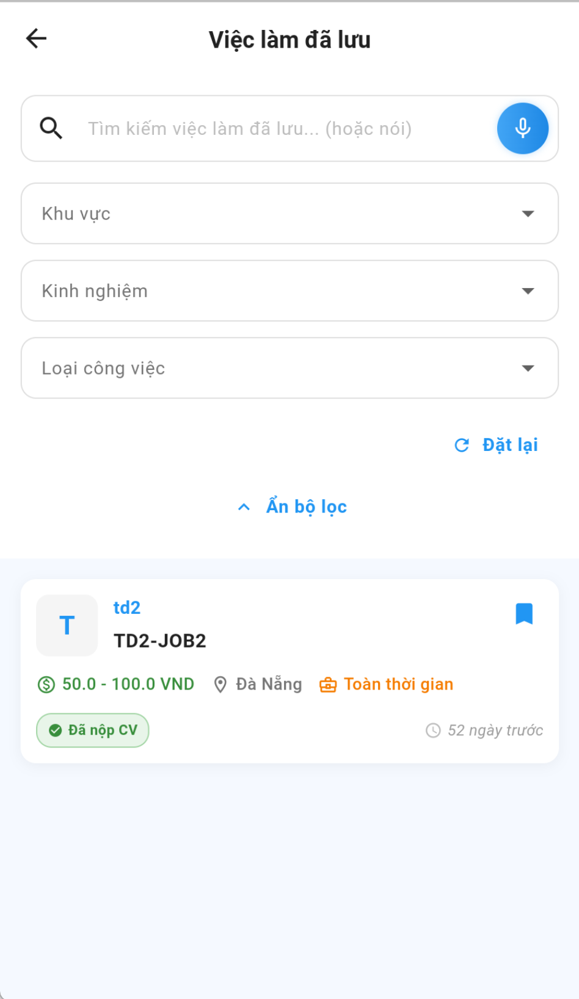 Việc làm đã lưu
Tìm kiếm việc làm đã lưu... (hoặc nói)
Khu vực
Kinh nghiệm
Loại công việc
Đặt lại
Ẩn bộ lọc
T
td2
TD2-JOB2
50.0 - 100.0 VND Đà Nẵng Toàn thời gian
Đã nộp CV 52 ngày trước